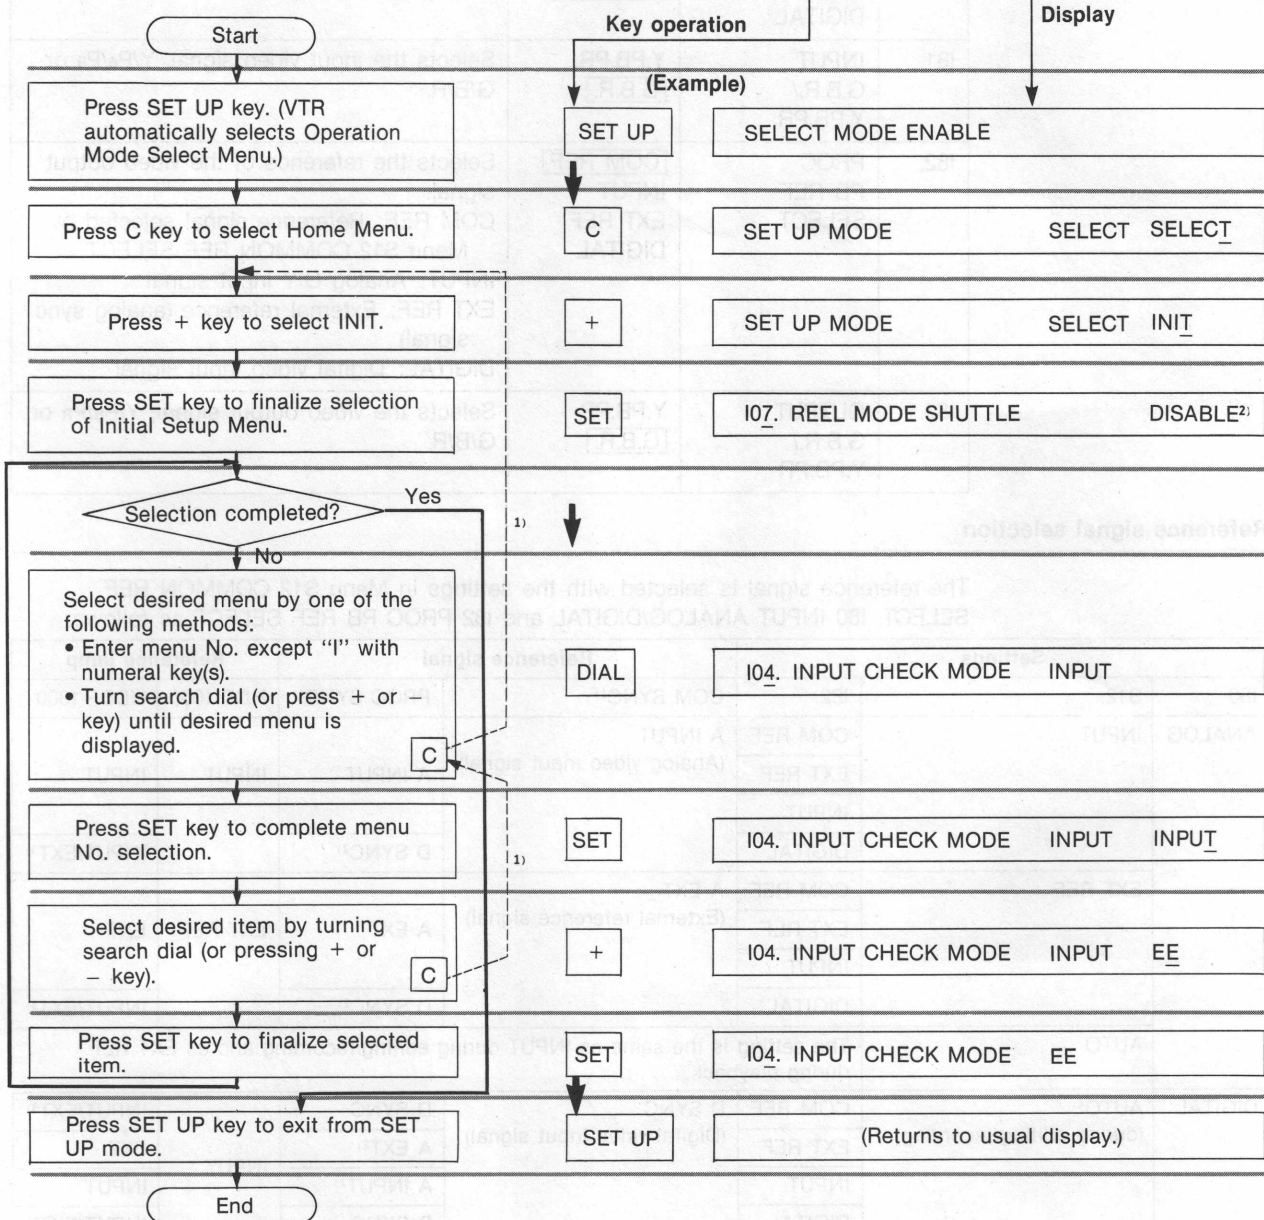 Key operation
Display
Start
(Example)
Press SET UP key. (VTR
automatically selects Operation
Mode Select Menu.)
SET UP
SELECT MODE ENABLE
Press C key to select Home Menu.
C
SET UP MODE SELECT SELECT
Press + key to select INIT.
+
SET UP MODE SELECT INIT
Press SET key to finalize selection
of Initial Setup Menu.
SET
I07. REEL MODE SHUTTLE DISABLE2)
Selection completed?
Yes
No
1)
Select desired menu by one of the
following methods:
• Enter menu No. except "I" with
numeral key(s).
• Turn search dial (or press + or -
key) until desired menu is
displayed.
C
DIAL
I04. INPUT CHECK MODE INPUT
Press SET key to complete menu
No. selection.
SET
I04. INPUT CHECK MODE INPUT INPUT
1)
Select desired item by turning
search dial (or pressing + or
− key).
C
+
I04. INPUT CHECK MODE INPUT EE
Press SET key to finalize selected
item.
SET
I04. INPUT CHECK MODE EE
Press SET UP key to exit from SET
UP mode.
SET UP
(Returns to usual display.)
End